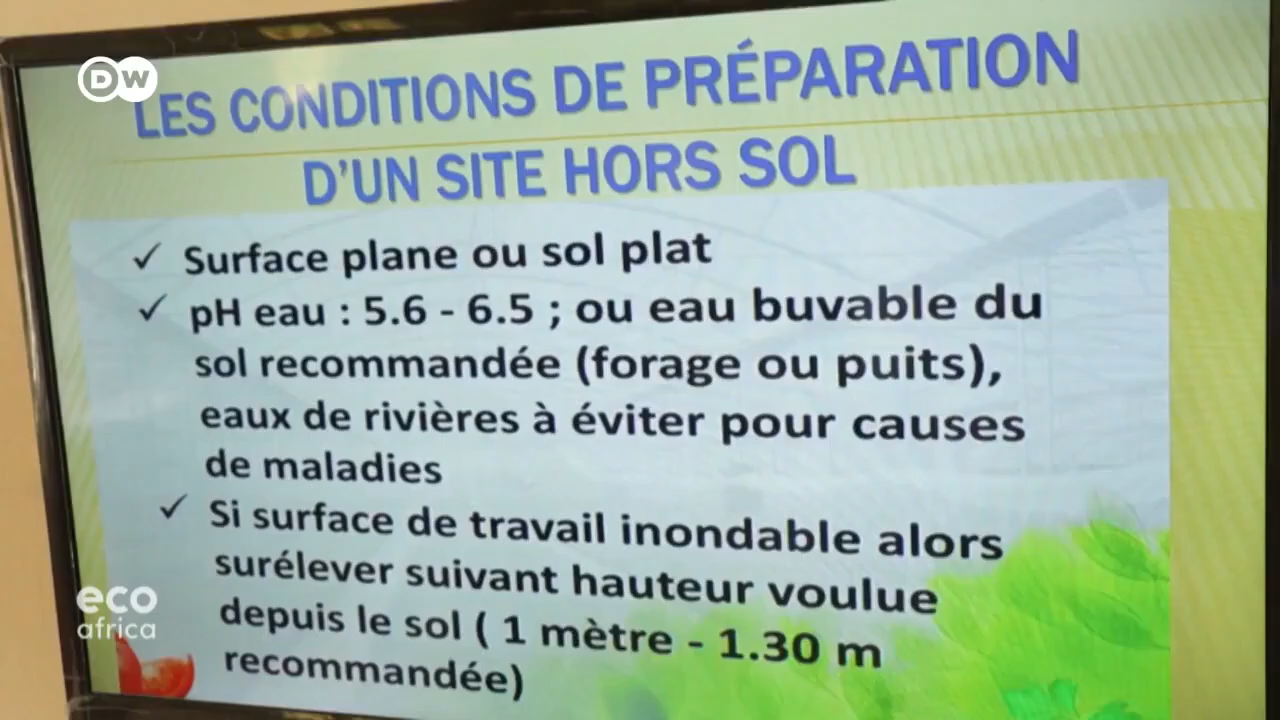 DW
LES CONDITIONS DE PRÉPARATION
D'UN SITE HORS SOL
✓ Surface plane ou sol plat
✓ pH eau : 5.6 - 6.5 ; ou eau buvable du
sol recommandée (forage ou puits),
eaux de rivières à éviter pour causes
de maladies
✓ Si surface de travail inondable alors
surélever suivant hauteur voulue
depuis le sol ( 1 mètre - 1.30 m
recommandée)
eco
africa